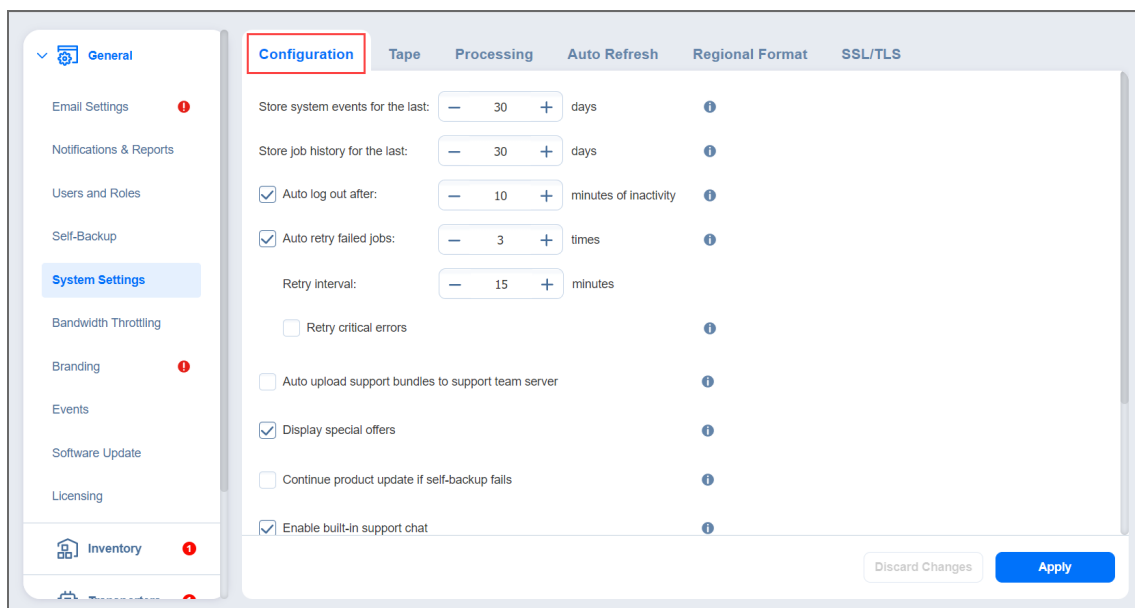 General
Email Settings
Notifications & Reports
Users and Roles
Self-Backup
System Settings
Bandwidth Throttling
Branding
Events
Software Update
Licensing
Inventory 1
Configuration Tape Processing Auto Refresh Regional Format SSL/TLS
Store system events for the last: 30 days
Store job history for the last: 30 days
Auto log out after: 10 minutes of inactivity
Auto retry failed jobs: 3 times
Retry interval: 15 minutes
Retry critical errors
Auto upload support bundles to support team server
Display special offers
Continue product update if self-backup fails
Enable built-in support chat
Discard Changes Apply